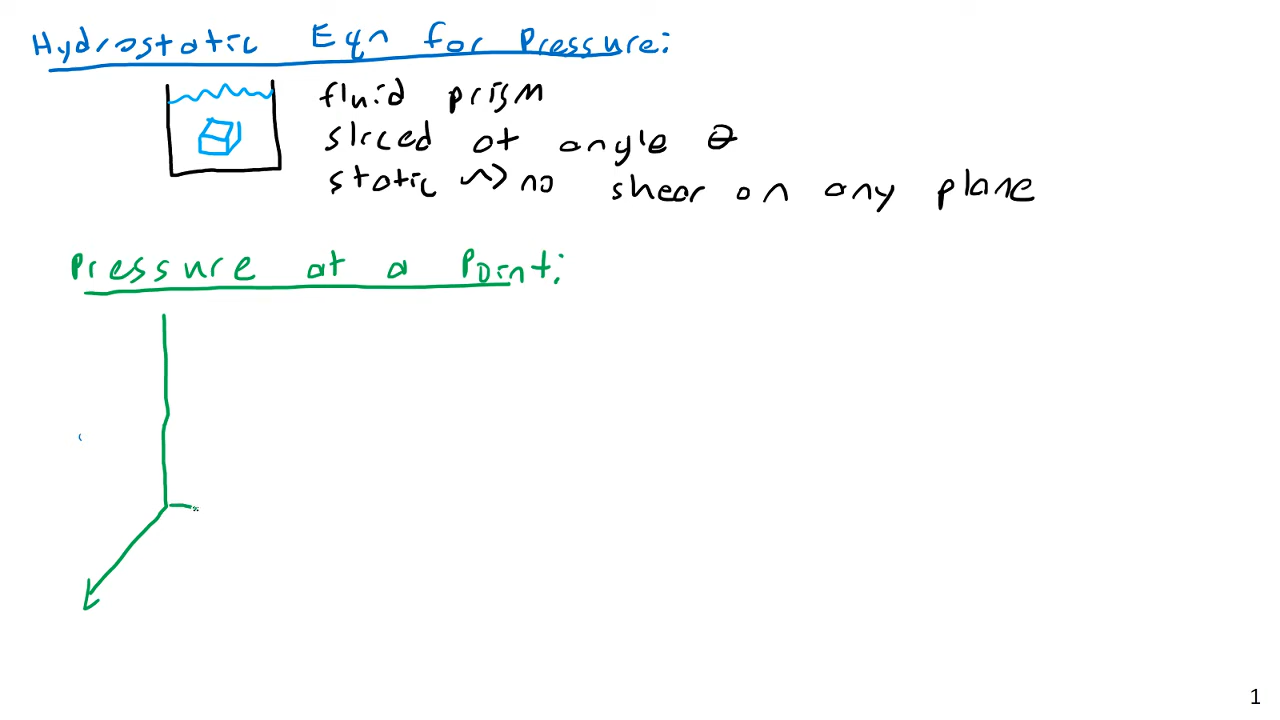 Hydrostatic Eqn for Pressure:
fluid prism
sliced at angle θ
static ~> no shear on any plane
Pressure at a Point:
1